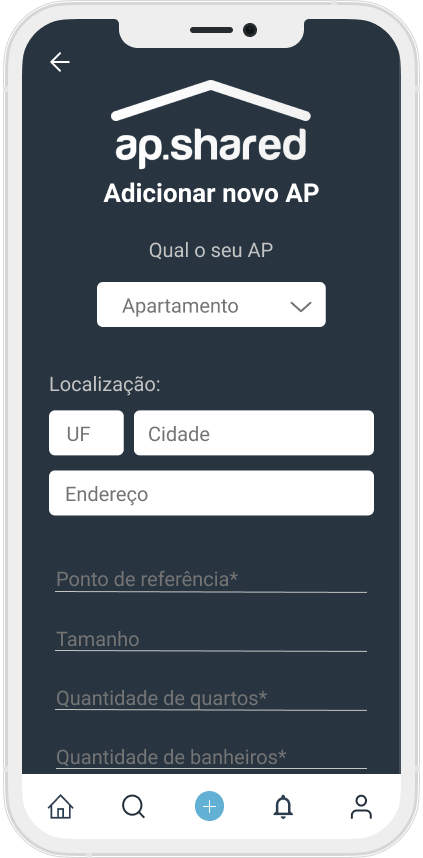 ap.shared
Adicionar novo AP
Qual o seu AP
Apartamento
Localização:
UF Cidade
Endereço
Ponto de referência*
Tamanho
Quantidade de quartos*
Quantidade de banheiros*